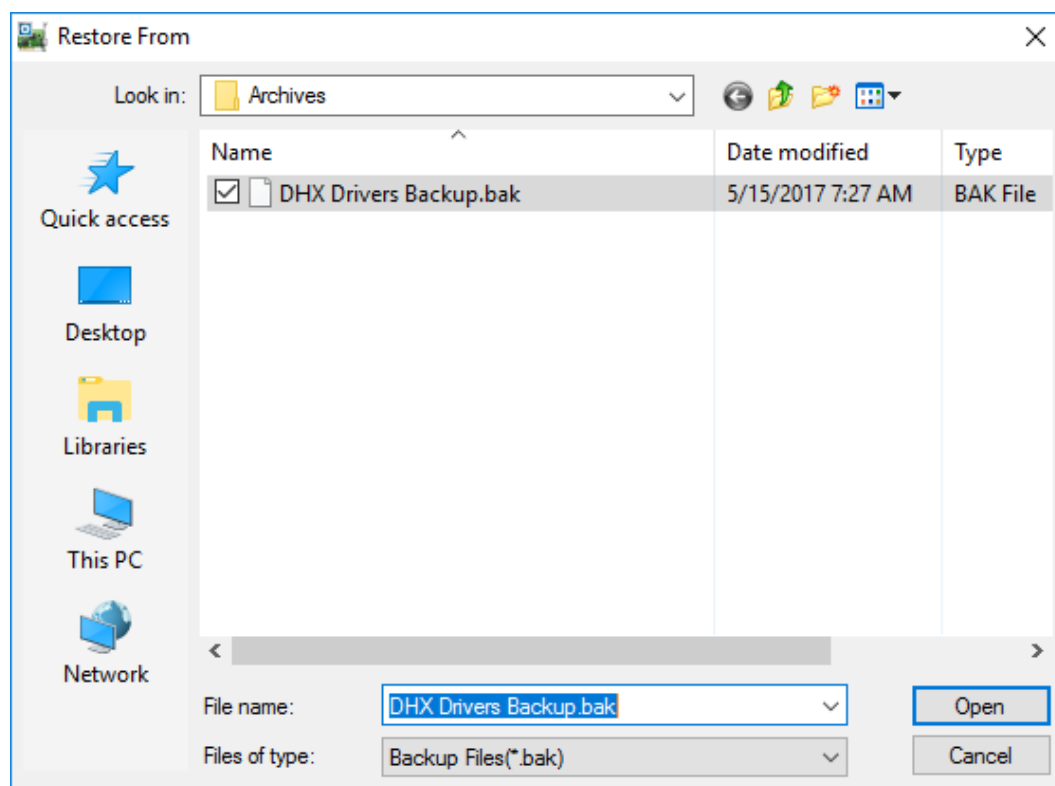 Restore From
Look in: Archives
Name Date modified Type
DHX Drivers Backup.bak 5/15/2017 7:27 AM BAK File
Quick access
Desktop
Libraries
This PC
Network
File name: DHX Drivers Backup.bak Open
Files of type: Backup Files(*.bak) Cancel